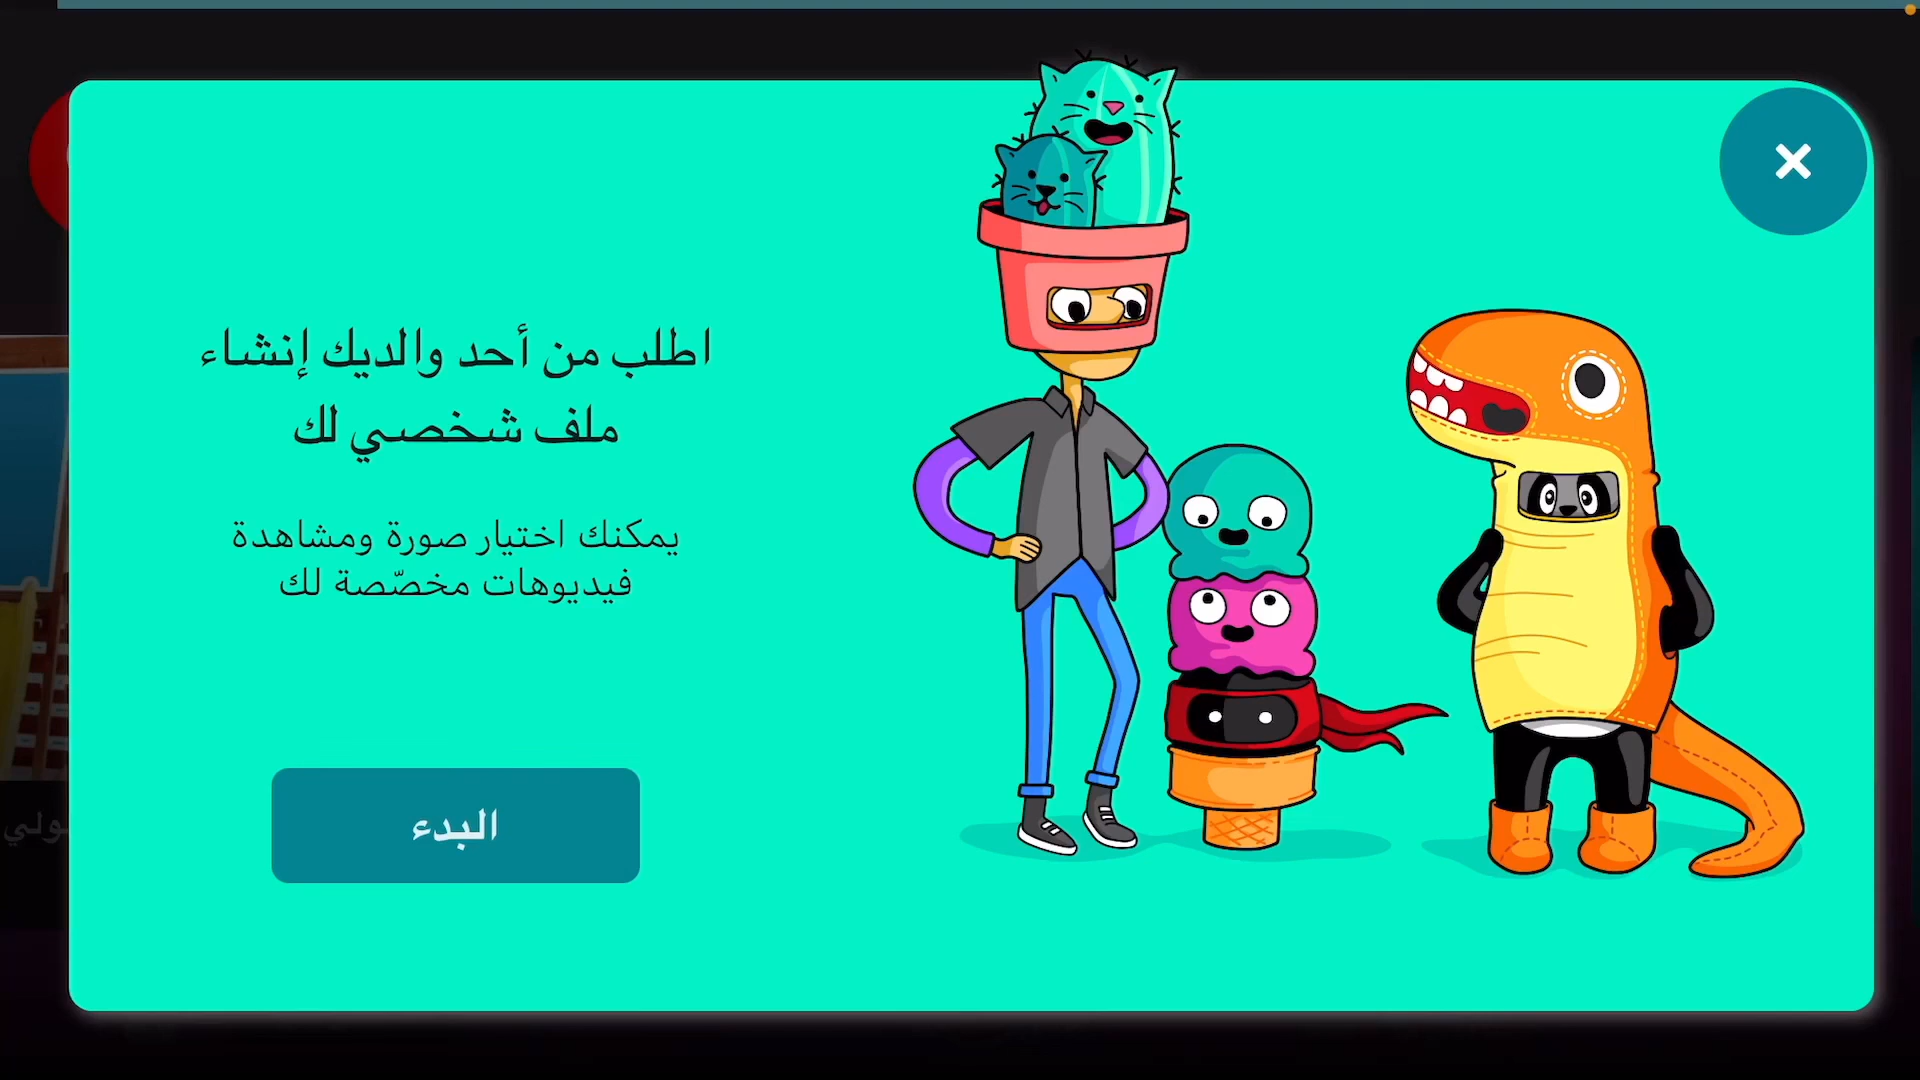 اطلب من أحد والديك إنشاء
ملف شخصي لك
يمكنك اختيار صورة ومشاهدة
فيديوهات مخصّصة لك
البدء